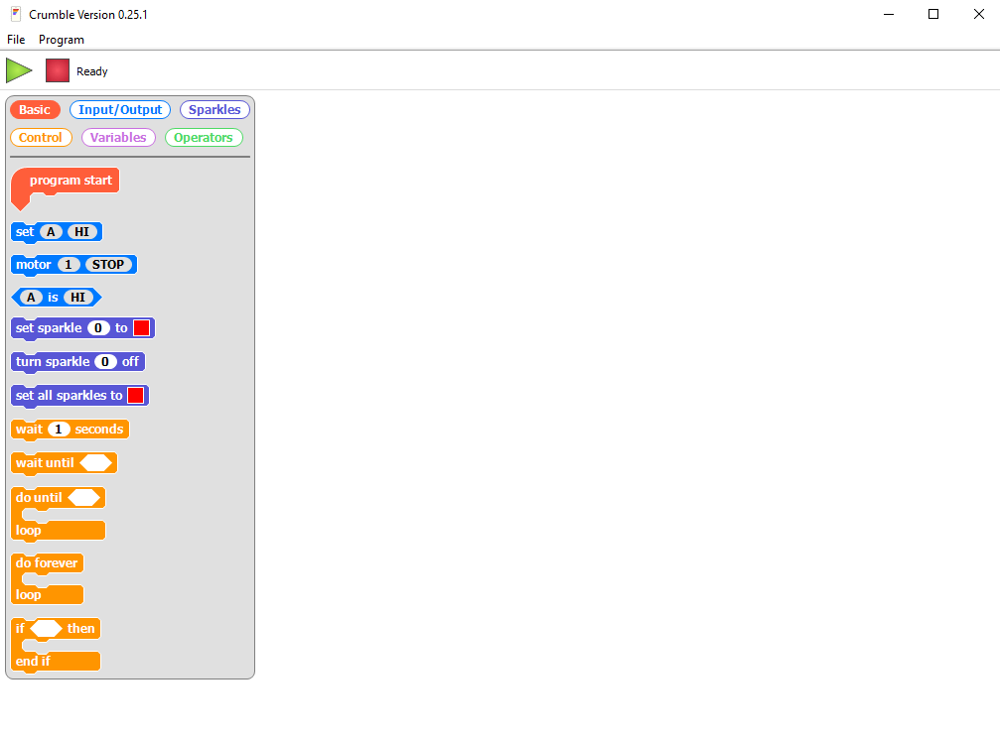 Crumble Version 0.25.1
File Program
Ready
Basic Input/Output Sparkles
Control Variables Operators
program start
set A HI
motor 1 STOP
A is HI
set sparkle 0 to
turn sparkle 0 off
set all sparkles to
wait 1 seconds
wait until
do until
loop
do forever
loop
if then
end if